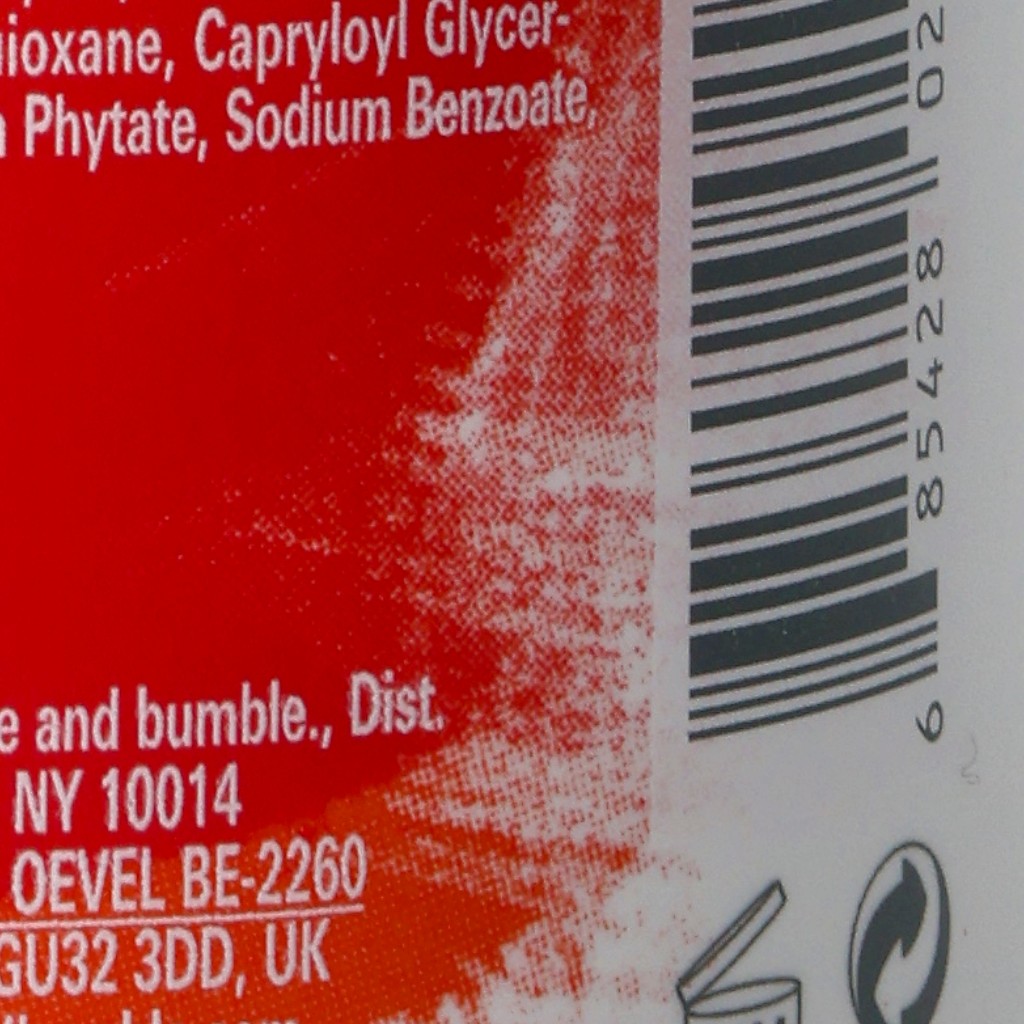 Capryloyl Glycer-
Phytate, Sodium Benzoate,
and bumble., Dist.
NY 10014
OEVEL BE-2260
GU32 3DD, UK
6 85428 02